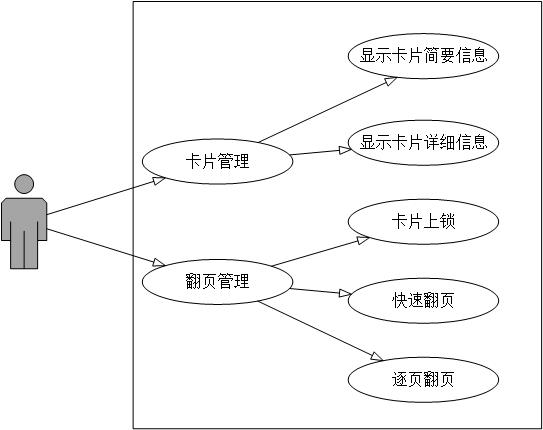 显示卡片简要信息
显示卡片详细信息
卡片管理
卡片上锁
翻页管理
快速翻页
逐页翻页